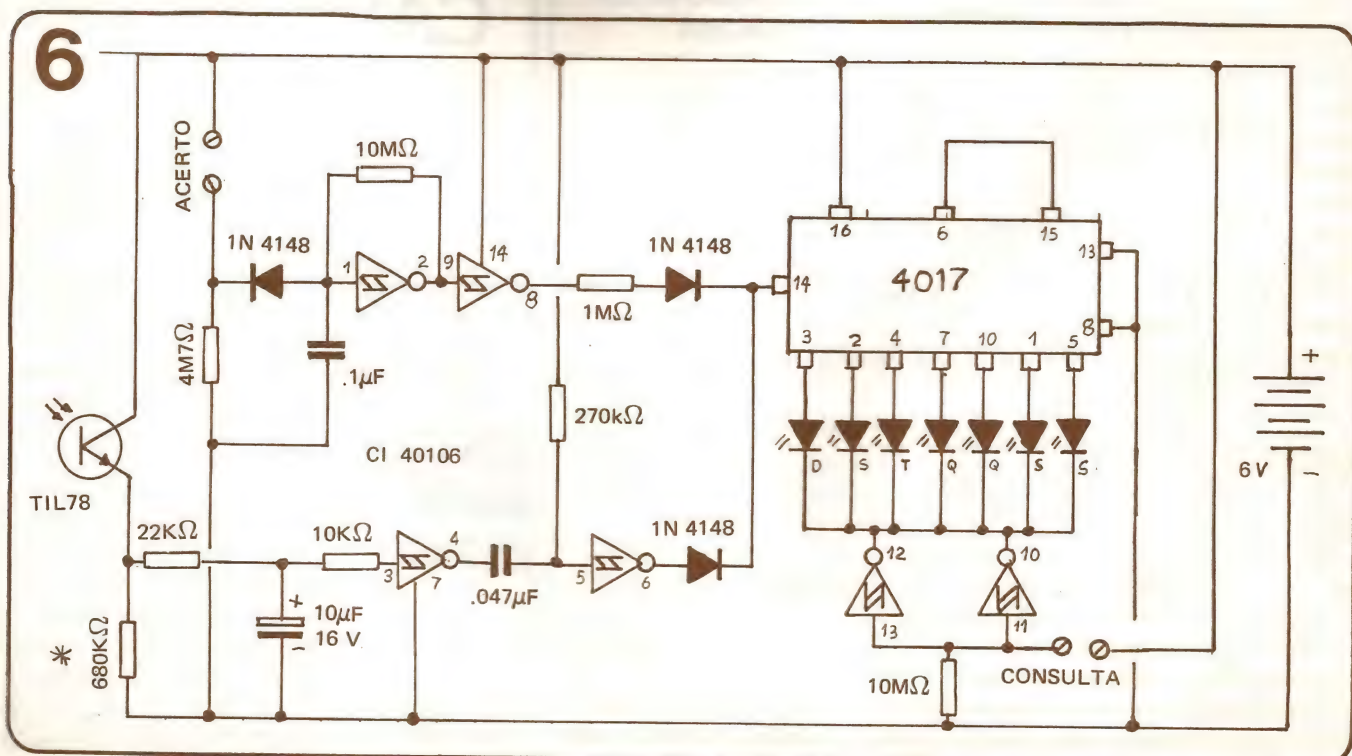 6
ACERTO
10MΩ
1N 4148
1
2
9
14
8
1MΩ
1N 4148
4M7Ω
.1µF
270kΩ
CI 40106
TIL78
22KΩ
10KΩ
3
4
7
.047µF
5
6
1N 4148
+
10µF
16 V
−
*
680KΩ
16
6
15
13
14
4017
8
3
2
4
7
10
1
5
D
S
T
Q
Q
S
S
12
10
13
11
10MΩ
CONSULTA
+
6V
−